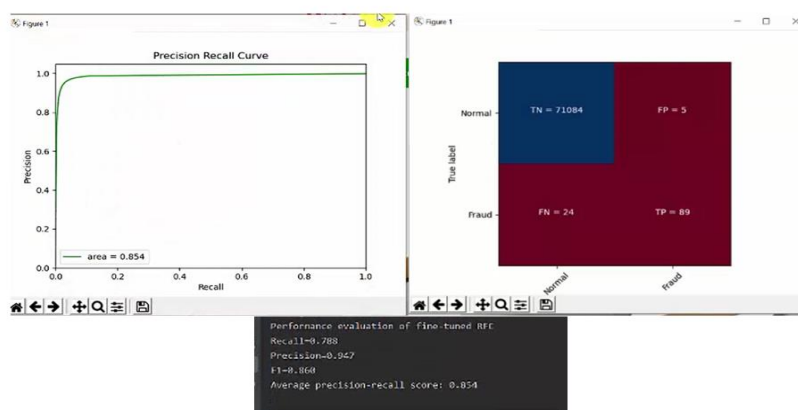 Figure 1
Precision Recall Curve
1.0
0.8
0.6
0.4
0.2
0.0
Precision
area = 0.854
0.0 0.2 0.4 0.6 0.8 1.0
Recall
Figure 1
True label
Normal
TN = 71084 FP = 5
Fraud
FN = 24 TP = 89
Normal Fraud
Performance evaluation of fine-tuned RFC
Recall=0.788
Precision=0.947
F1=0.860
Average precision-recall score: 0.854